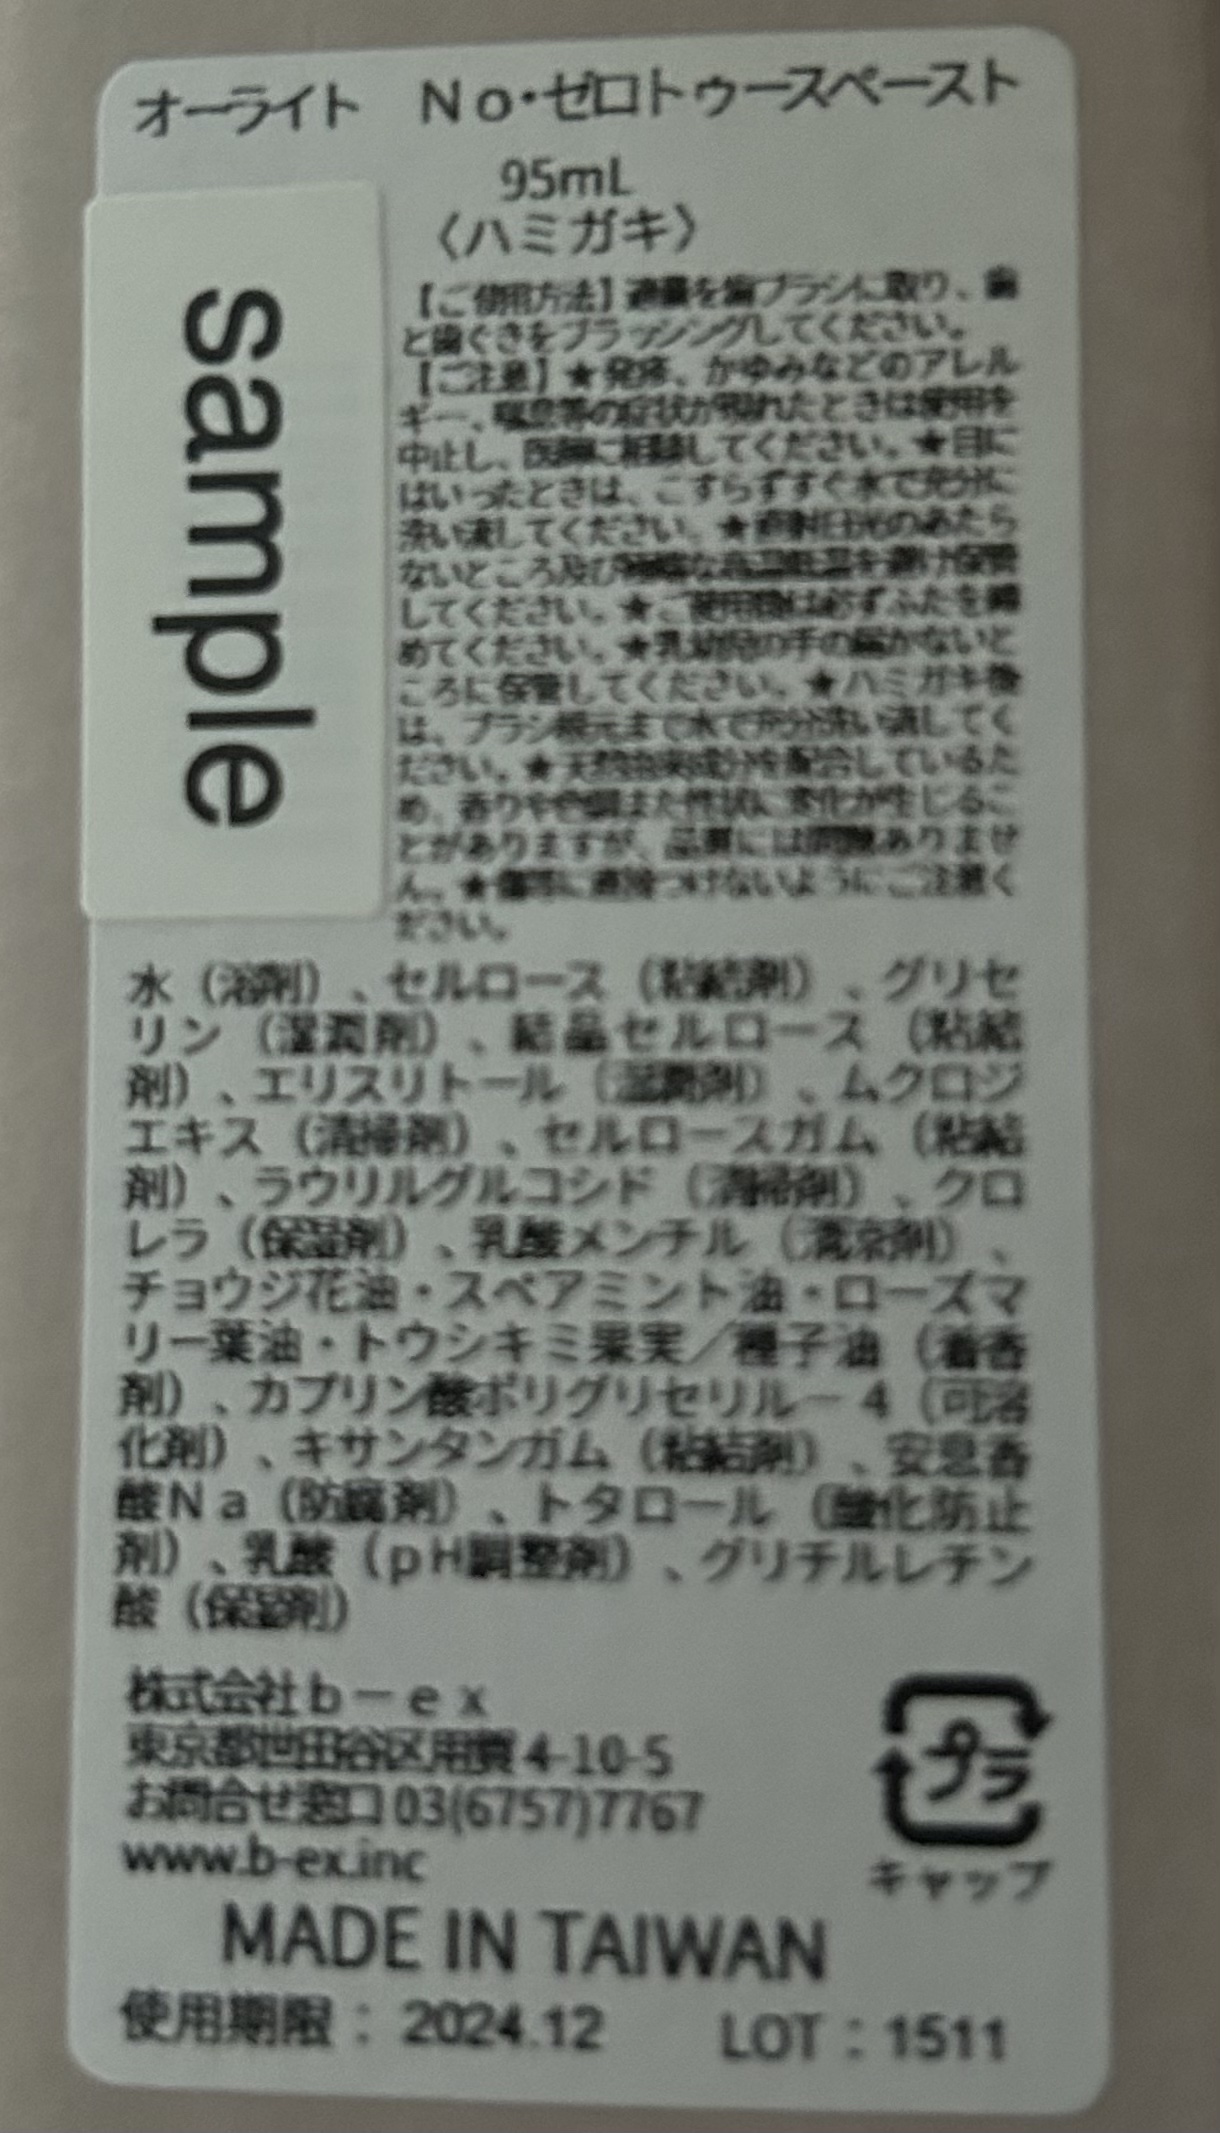 オーライト　No・ゼロトゥースペースト
95mL
〈ハミガキ〉
sample
【ご使用方法】適量を歯ブラシに取り、歯
と歯ぐきをブラッシングしてください。
【ご注意】★発疹、かゆみなどのアレル
ギー、喘息等の症状が現れたときは使用を
中止し、医師に相談してください。★目に
はいったときは、こすらずすぐ水で充分に
洗い流してください。★直射日光のあたら
ないところ及び極端な高温低温を避け保管
してください。★ご使用後は必ずふたを締
めてください。★乳幼児の手の届かないと
ころに保管してください。★ハミガキ後
は、ブラシ根元まで水で充分洗い流してく
ださい。★天然由来成分を配合しているた
め、香りや色調また性状に変化が生じるこ
とがありますが、品質には問題ありませ
ん。★傷等に直接つけないようにご注意く
ださい。
水（溶剤）、セルロース（粘結剤）、グリセ
リン（湿潤剤）、結晶セルロース（粘結
剤）、エリスリトール（湿潤剤）、ムクロジ
エキス（清掃剤）、セルロースガム（粘結
剤）、ラウリルグルコシド（清掃剤）、クロ
レラ（保湿剤）、乳酸メンチル（清涼剤）、
チョウジ花油・スペアミント油・ローズマ
リー葉油・トウシキミ果実／種子油（着香
剤）、カプリン酸ポリグリセリル－4（可溶
化剤）、キサンタンガム（粘結剤）、安息香
酸Na（防腐剤）、トタロール（酸化防止
剤）、乳酸（pH調整剤）、グリチルレチン
酸（保湿剤）
株式会社b－ex
東京都世田谷区用賀4-10-5
お問合せ窓口03(6757)7767
www.b-ex.inc
プラ
キャップ
MADE IN TAIWAN
使用期限：2024.12　LOT：1511